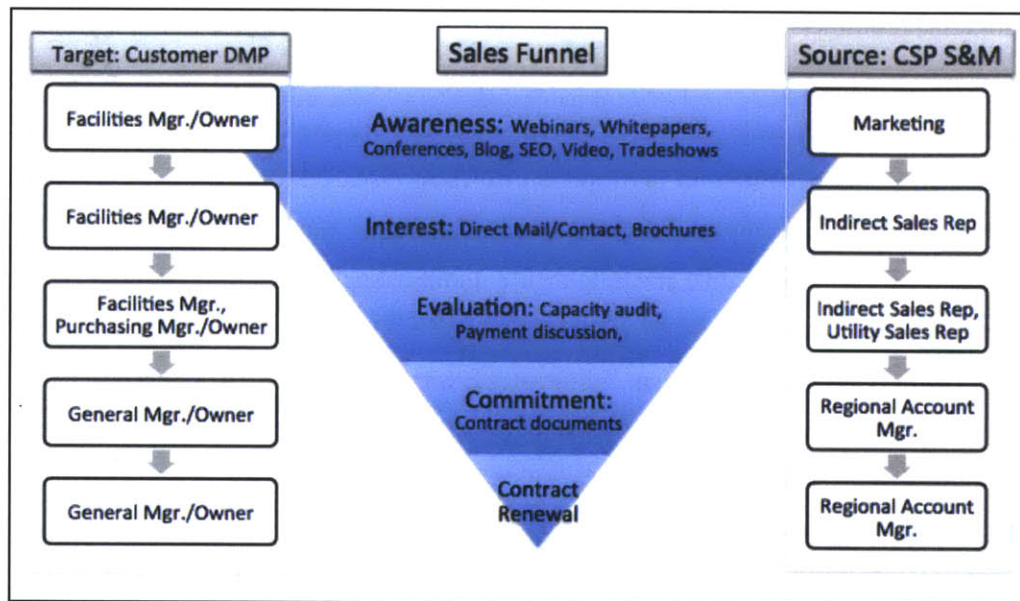 Target: Customer DMP
Sales Funnel
Source: CSP S&M
Facilities Mgr./Owner
Facilities Mgr./Owner
Facilities Mgr.,
Purchasing Mgr./Owner
General Mgr./Owner
General Mgr./Owner
Awareness: Webinars, Whitepapers,
Conferences, Blog, SEO, Video, Tradeshows
Interest: Direct Mail/Contact, Brochures
Evaluation: Capacity audit,
Payment discussion,
Commitment:
Contract documents
Contract
Renewal
Marketing
Indirect Sales Rep
Indirect Sales Rep,
Utility Sales Rep
Regional Account
Mgr.
Regional Account
Mgr.